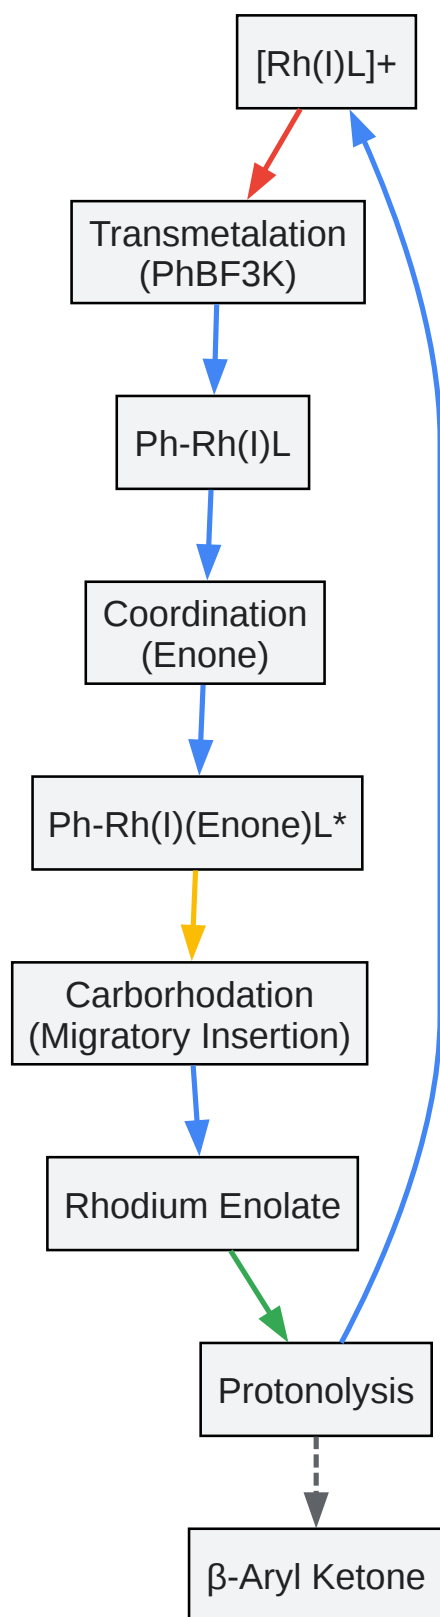 [Rh(I)L]+
Transmetalation
(PhBF3K)
Ph-Rh(I)L
Coordination
(Enone)
Ph-Rh(I)(Enone)L*
Carborhodation
(Migratory Insertion)
Rhodium Enolate
Protonolysis
β-Aryl Ketone